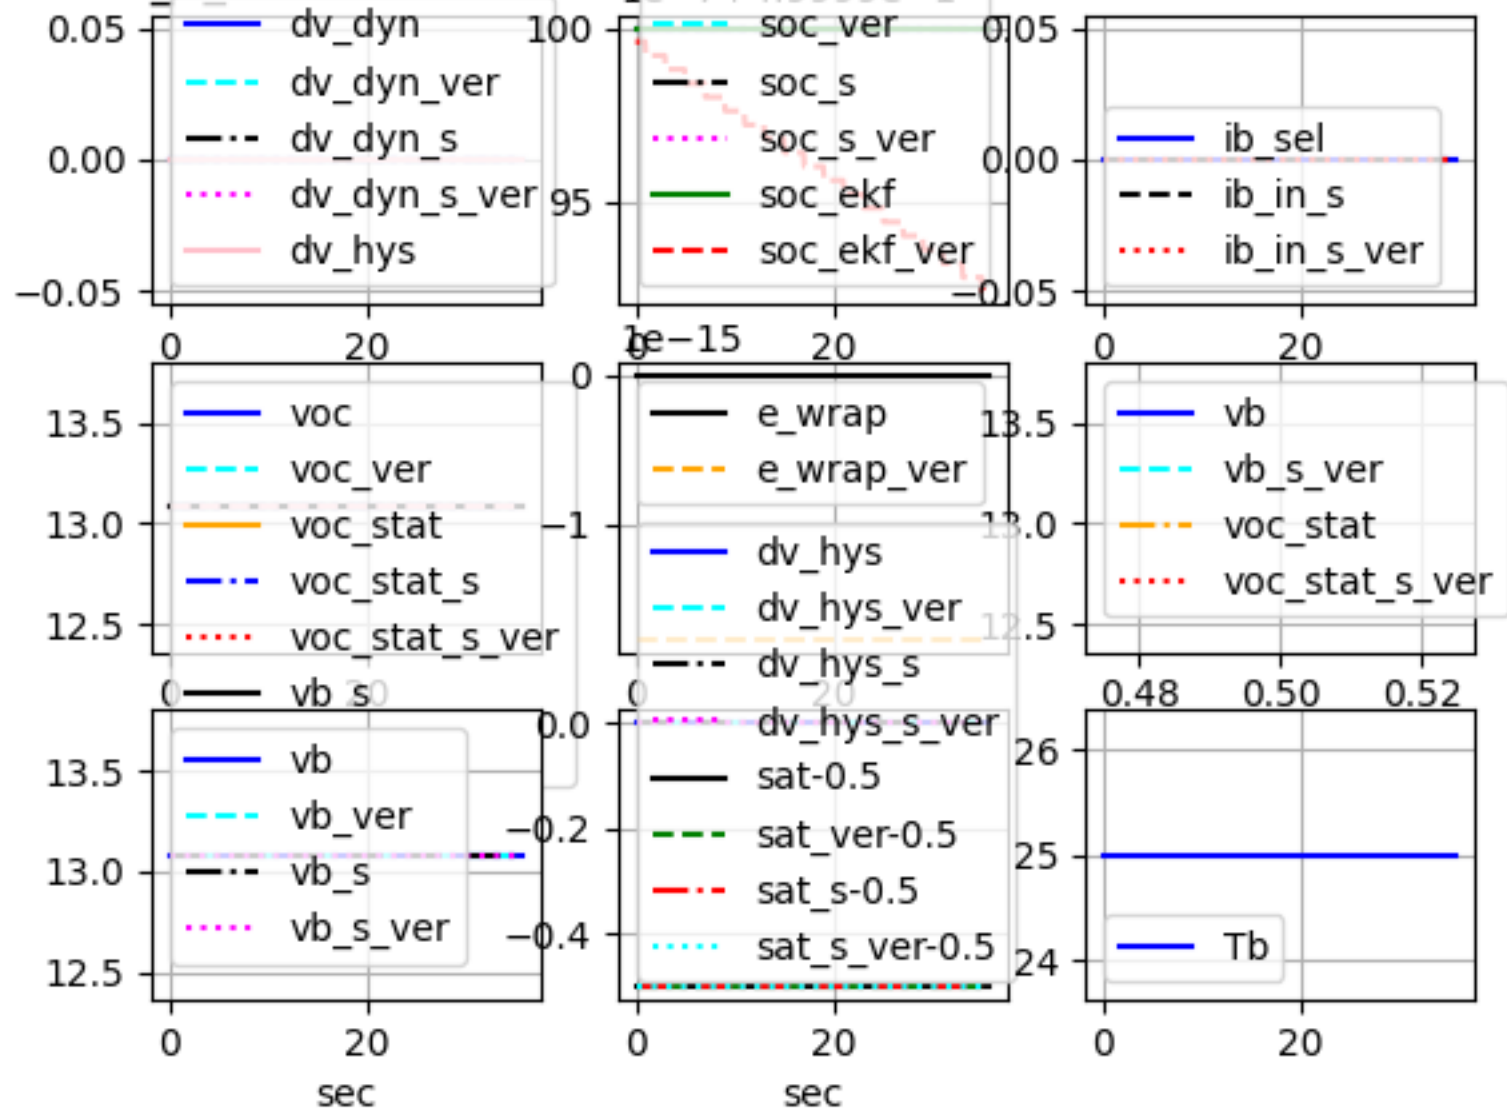 0.05
0.00
−0.05
0
20
dv_dyn
dv_dyn_ver
dv_dyn_s
dv_dyn_s_ver
dv_hys
100
95
0
20
soc_ver
soc_s
soc_s_ver
soc_ekf
soc_ekf_ver
0.05
0.00
−0.05
0
20
ib_sel
ib_in_s
ib_in_s_ver
13.5
13.0
12.5
0
20
voc
voc_ver
voc_stat
voc_stat_s
voc_stat_s_ver
vb_s
1e−15
0
−1
0
20
e_wrap
e_wrap_ver
13.5
13.0
12.5
0.48
0.50
0.52
vb
vb_s_ver
voc_stat
voc_stat_s_ver
13.5
13.0
12.5
0
20
sec
vb
vb_ver
vb_s
vb_s_ver
0.0
−0.2
−0.4
0
20
sec
dv_hys
dv_hys_ver
dv_hys_s
dv_hys_s_ver
sat-0.5
sat_ver-0.5
sat_s-0.5
sat_s_ver-0.5
26
25
24
0
20
Tb